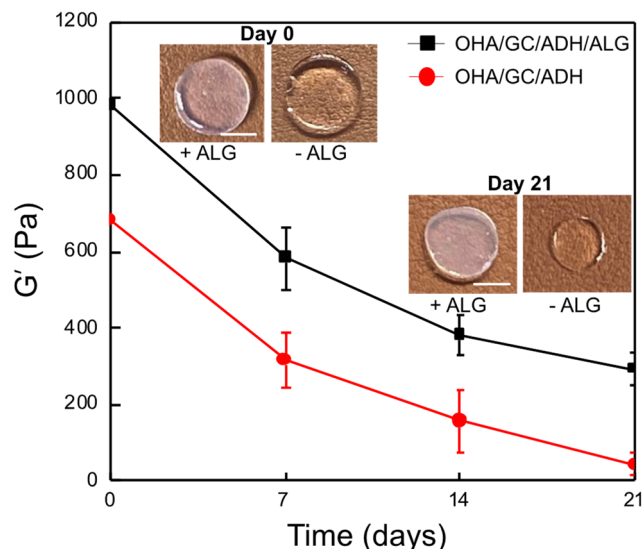 1200
1000
800
600
400
200
0
G′ (Pa)
Day 0
+ ALG
- ALG
OHA/GC/ADH/ALG
OHA/GC/ADH
Day 21
+ ALG
- ALG
0
7
14
21
Time (days)